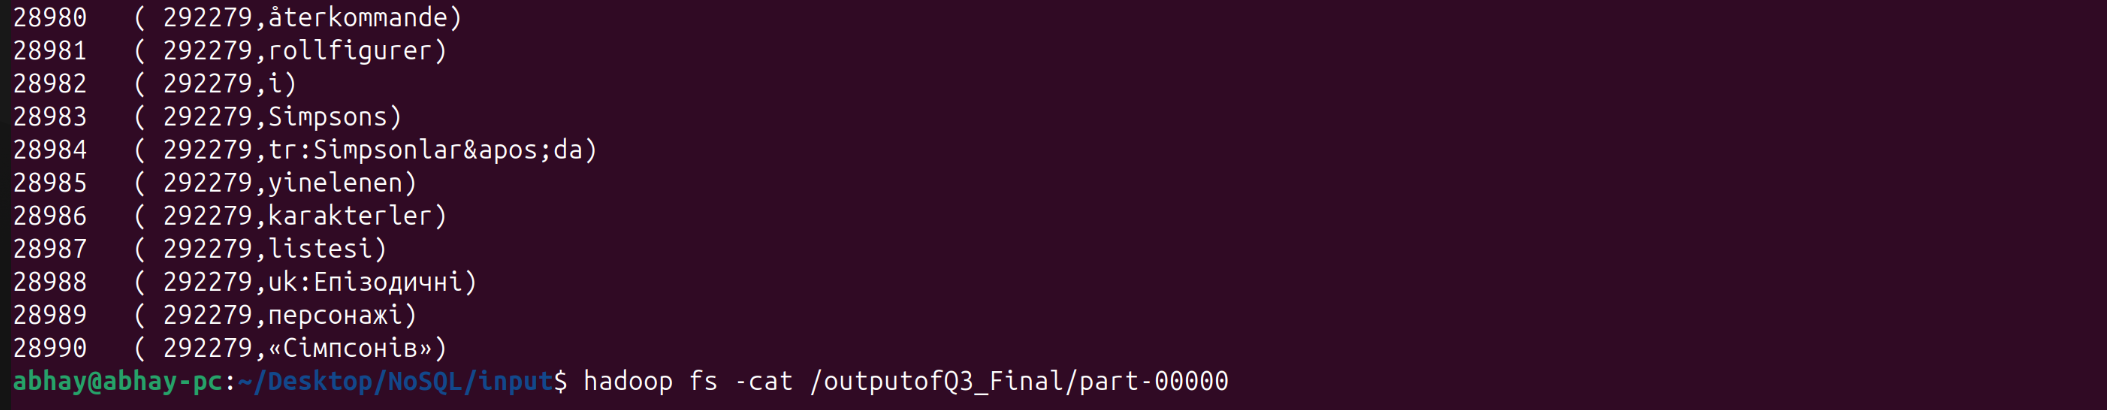 28980 ( 292279,återkommande)
28981 ( 292279,rollfigurer)
28982 ( 292279,i)
28983 ( 292279,Simpsons)
28984 ( 292279,tr:Simpsonlar&apos;da)
28985 ( 292279,yinelenen)
28986 ( 292279,karakterler)
28987 ( 292279,listesi)
28988 ( 292279,uk:Епізодичні)
28989 ( 292279,персонажі)
28990 ( 292279,«Сімпсонів»)
abhay@abhay-pc:~/Desktop/NoSQL/input$ hadoop fs -cat /outputofQ3_Final/part-00000